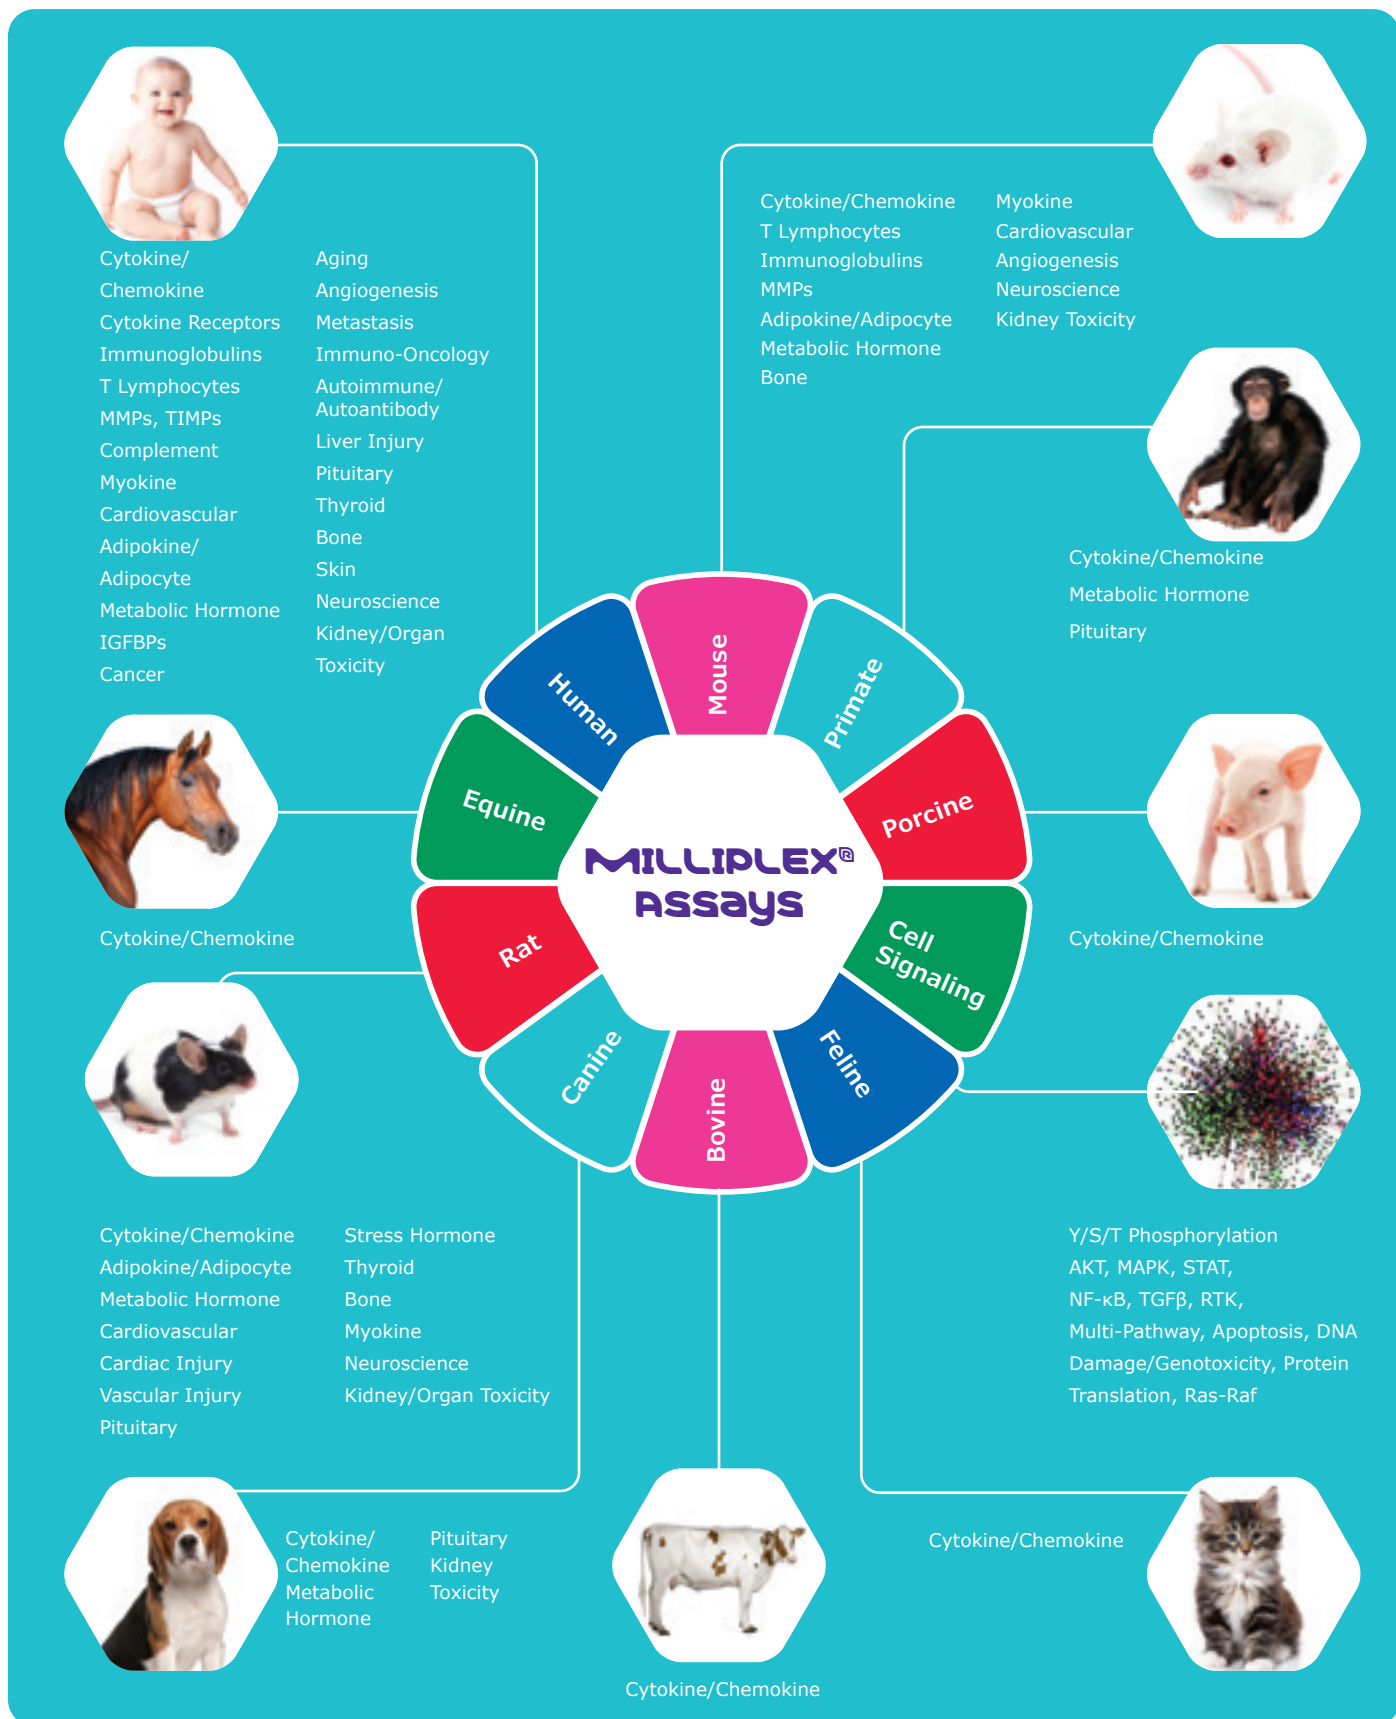 Cytokine/
Chemokine
Cytokine Receptors
Immunoglobulins
T Lymphocytes
MMPs, TIMPs
Complement
Myokine
Cardiovascular
Adipokine/
Adipocyte
Metabolic Hormone
IGFBPs
Cancer
Aging
Angiogenesis
Metastasis
Immuno-Oncology
Autoimmune/
Autoantibody
Liver Injury
Pituitary
Thyroid
Bone
Skin
Neuroscience
Kidney/Organ
Toxicity
Cytokine/Chemokine
T Lymphocytes
Immunoglobulins
MMPs
Adipokine/Adipocyte
Metabolic Hormone
Bone
Myokine
Cardiovascular
Angiogenesis
Neuroscience
Kidney Toxicity
Cytokine/Chemokine
Metabolic Hormone
Pituitary
Human
Mouse
Primate
Equine
Porcine
MILLIPLEX®
Assays
Rat
Cell
Signaling
Canine
Bovine
Feline
Cytokine/Chemokine
Cytokine/Chemokine
Cytokine/Chemokine
Adipokine/Adipocyte
Metabolic Hormone
Cardiovascular
Cardiac Injury
Vascular Injury
Pituitary
Stress Hormone
Thyroid
Bone
Myokine
Neuroscience
Kidney/Organ Toxicity
Y/S/T Phosphorylation
AKT, MAPK, STAT,
NF-κB, TGFβ, RTK,
Multi-Pathway, Apoptosis, DNA
Damage/Genotoxicity, Protein
Translation, Ras-Raf
Cytokine/
Chemokine
Metabolic
Hormone
Pituitary
Kidney
Toxicity
Cytokine/Chemokine
Cytokine/Chemokine